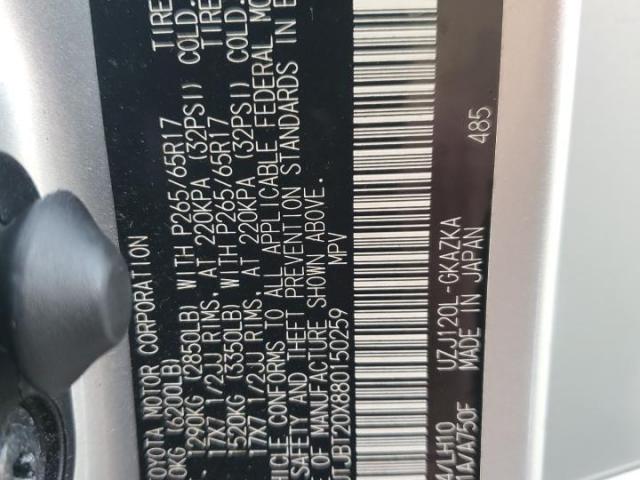 TOYOTA MOTOR CORPORATION
0KG (6200LB)
1290KG (2850LB) WITH P265/65R17 TIRE
17X7 1/2JJ RIMS, AT 220KPA (32PSI) COLD.
1520KG (3350LB) WITH P265/65R17 TIRE
17X7 1/2JJ RIMS, AT 220KPA (32PSI) COLD.
HICLE CONFORMS TO ALL APPLICABLE FEDERAL MO
SAFETY AND THEFT PREVENTION STANDARDS IN E
E OF MANUFACTURE SHOWN ABOVE.
JTJBT20X880150259 MPV
4/LH10 UZJ120L-GKAZKA
1A/A750F MADE IN JAPAN 485